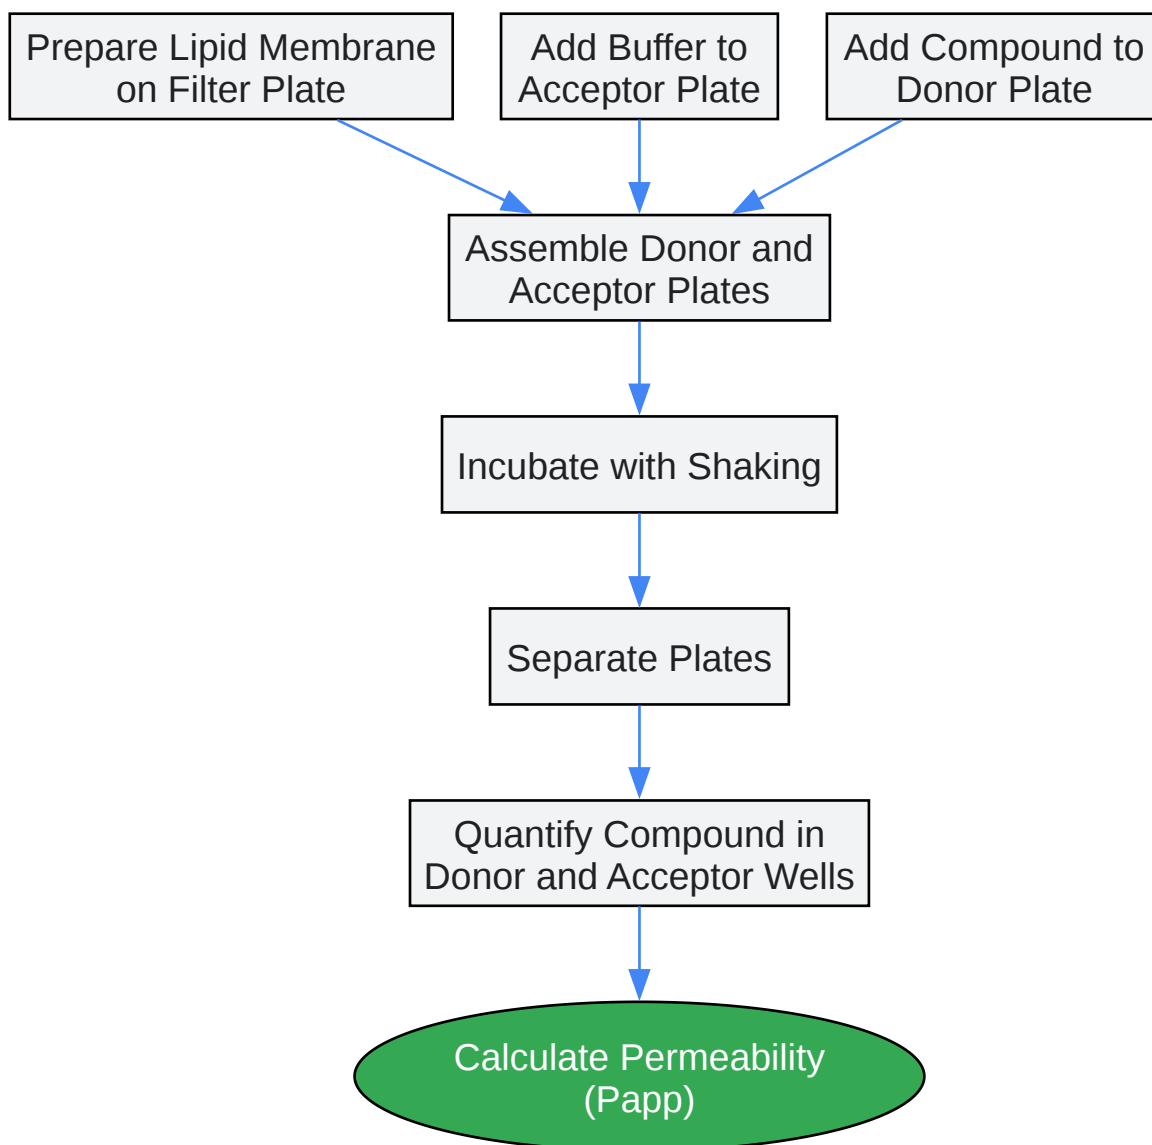 Prepare Lipid Membrane
on Filter Plate
Add Buffer to
Acceptor Plate
Add Compound to
Donor Plate
Assemble Donor and
Acceptor Plates
Incubate with Shaking
Separate Plates
Quantify Compound in
Donor and Acceptor Wells
Calculate Permeability
(Papp)